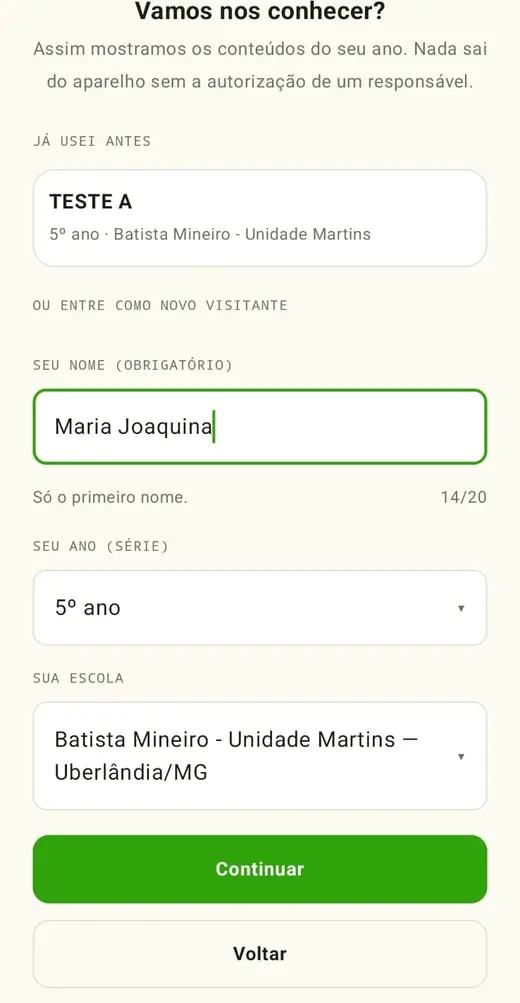 Vamos nos conhecer?
Assim mostramos os conteúdos do seu ano. Nada sai
do aparelho sem a autorização de um responsável.
JÁ USEI ANTES
TESTE A
5º ano · Batista Mineiro - Unidade Martins
OU ENTRE COMO NOVO VISITANTE
SEU NOME (OBRIGATÓRIO)
Maria Joaquina
Só o primeiro nome. 14/20
SEU ANO (SÉRIE)
5º ano
SUA ESCOLA
Batista Mineiro - Unidade Martins —
Uberlândia/MG
Continuar
Voltar